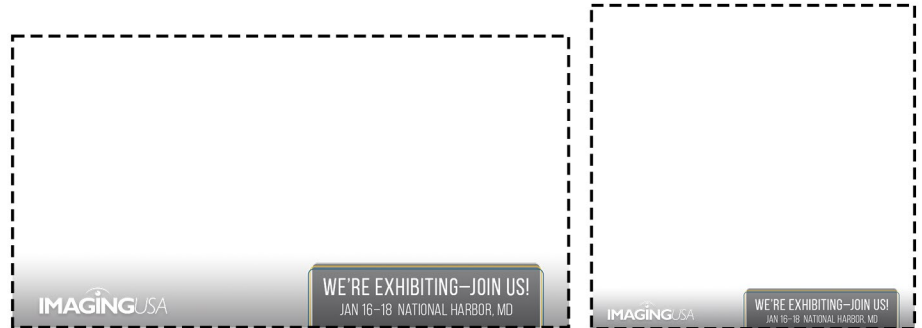 IMAGINGUSA
WE'RE EXHIBITING–JOIN US!
JAN 16–18 NATIONAL HARBOR, MD
IMAGINGUSA
WE'RE EXHIBITING–JOIN US!
JAN 16–18 NATIONAL HARBOR, MD